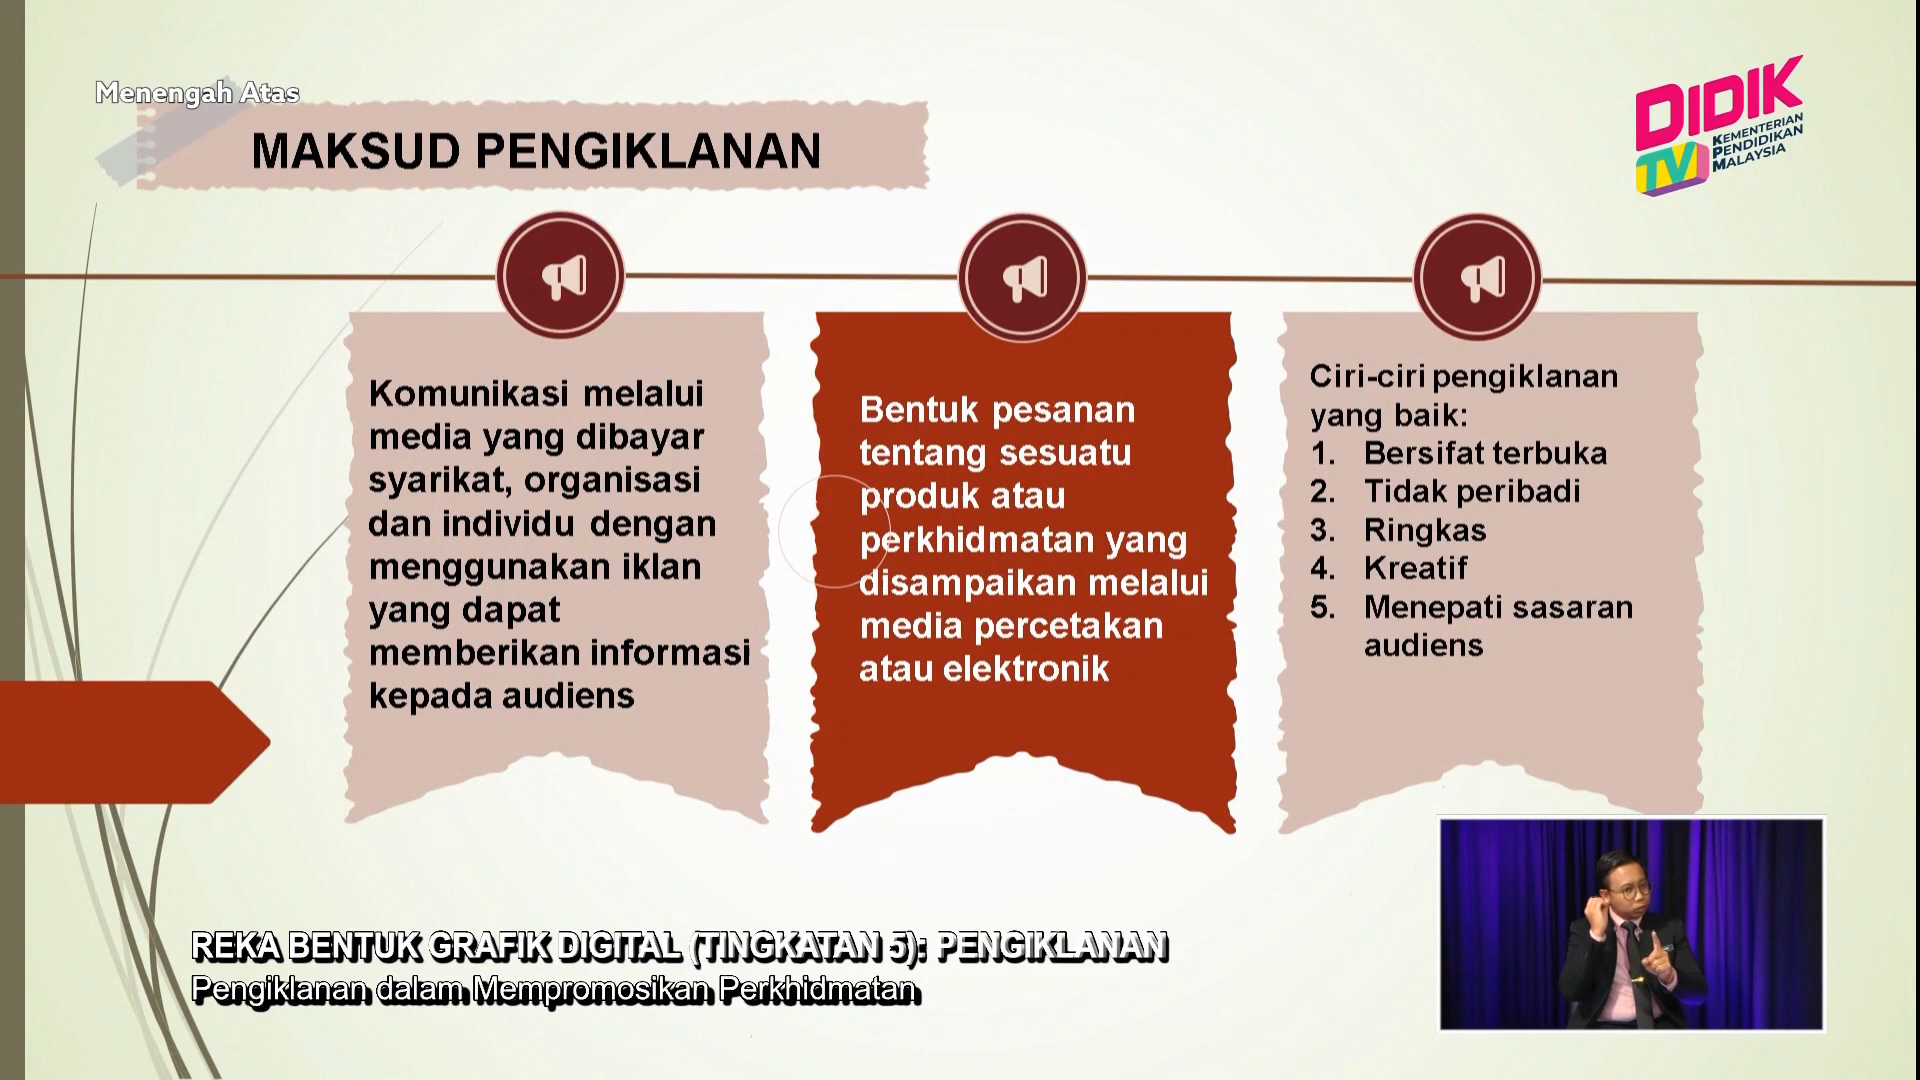 Menengah Atas
MAKSUD PENGIKLANAN
DIDIK
TV
KEMENTERIAN
PENDIDIKAN
MALAYSIA
Komunikasi melalui
media yang dibayar
syarikat, organisasi
dan individu dengan
menggunakan iklan
yang dapat
memberikan informasi
kepada audiens
Bentuk pesanan
tentang sesuatu
produk atau
perkhidmatan yang
disampaikan melalui
media percetakan
atau elektronik
Ciri-ciri pengiklanan
yang baik:
1. Bersifat terbuka
2. Tidak peribadi
3. Ringkas
4. Kreatif
5. Menepati sasaran
audiens
REKA BENTUK GRAFIK DIGITAL (TINGKATAN 5): PENGIKLANAN
Pengiklanan dalam Mempromosikan Perkhidmatan